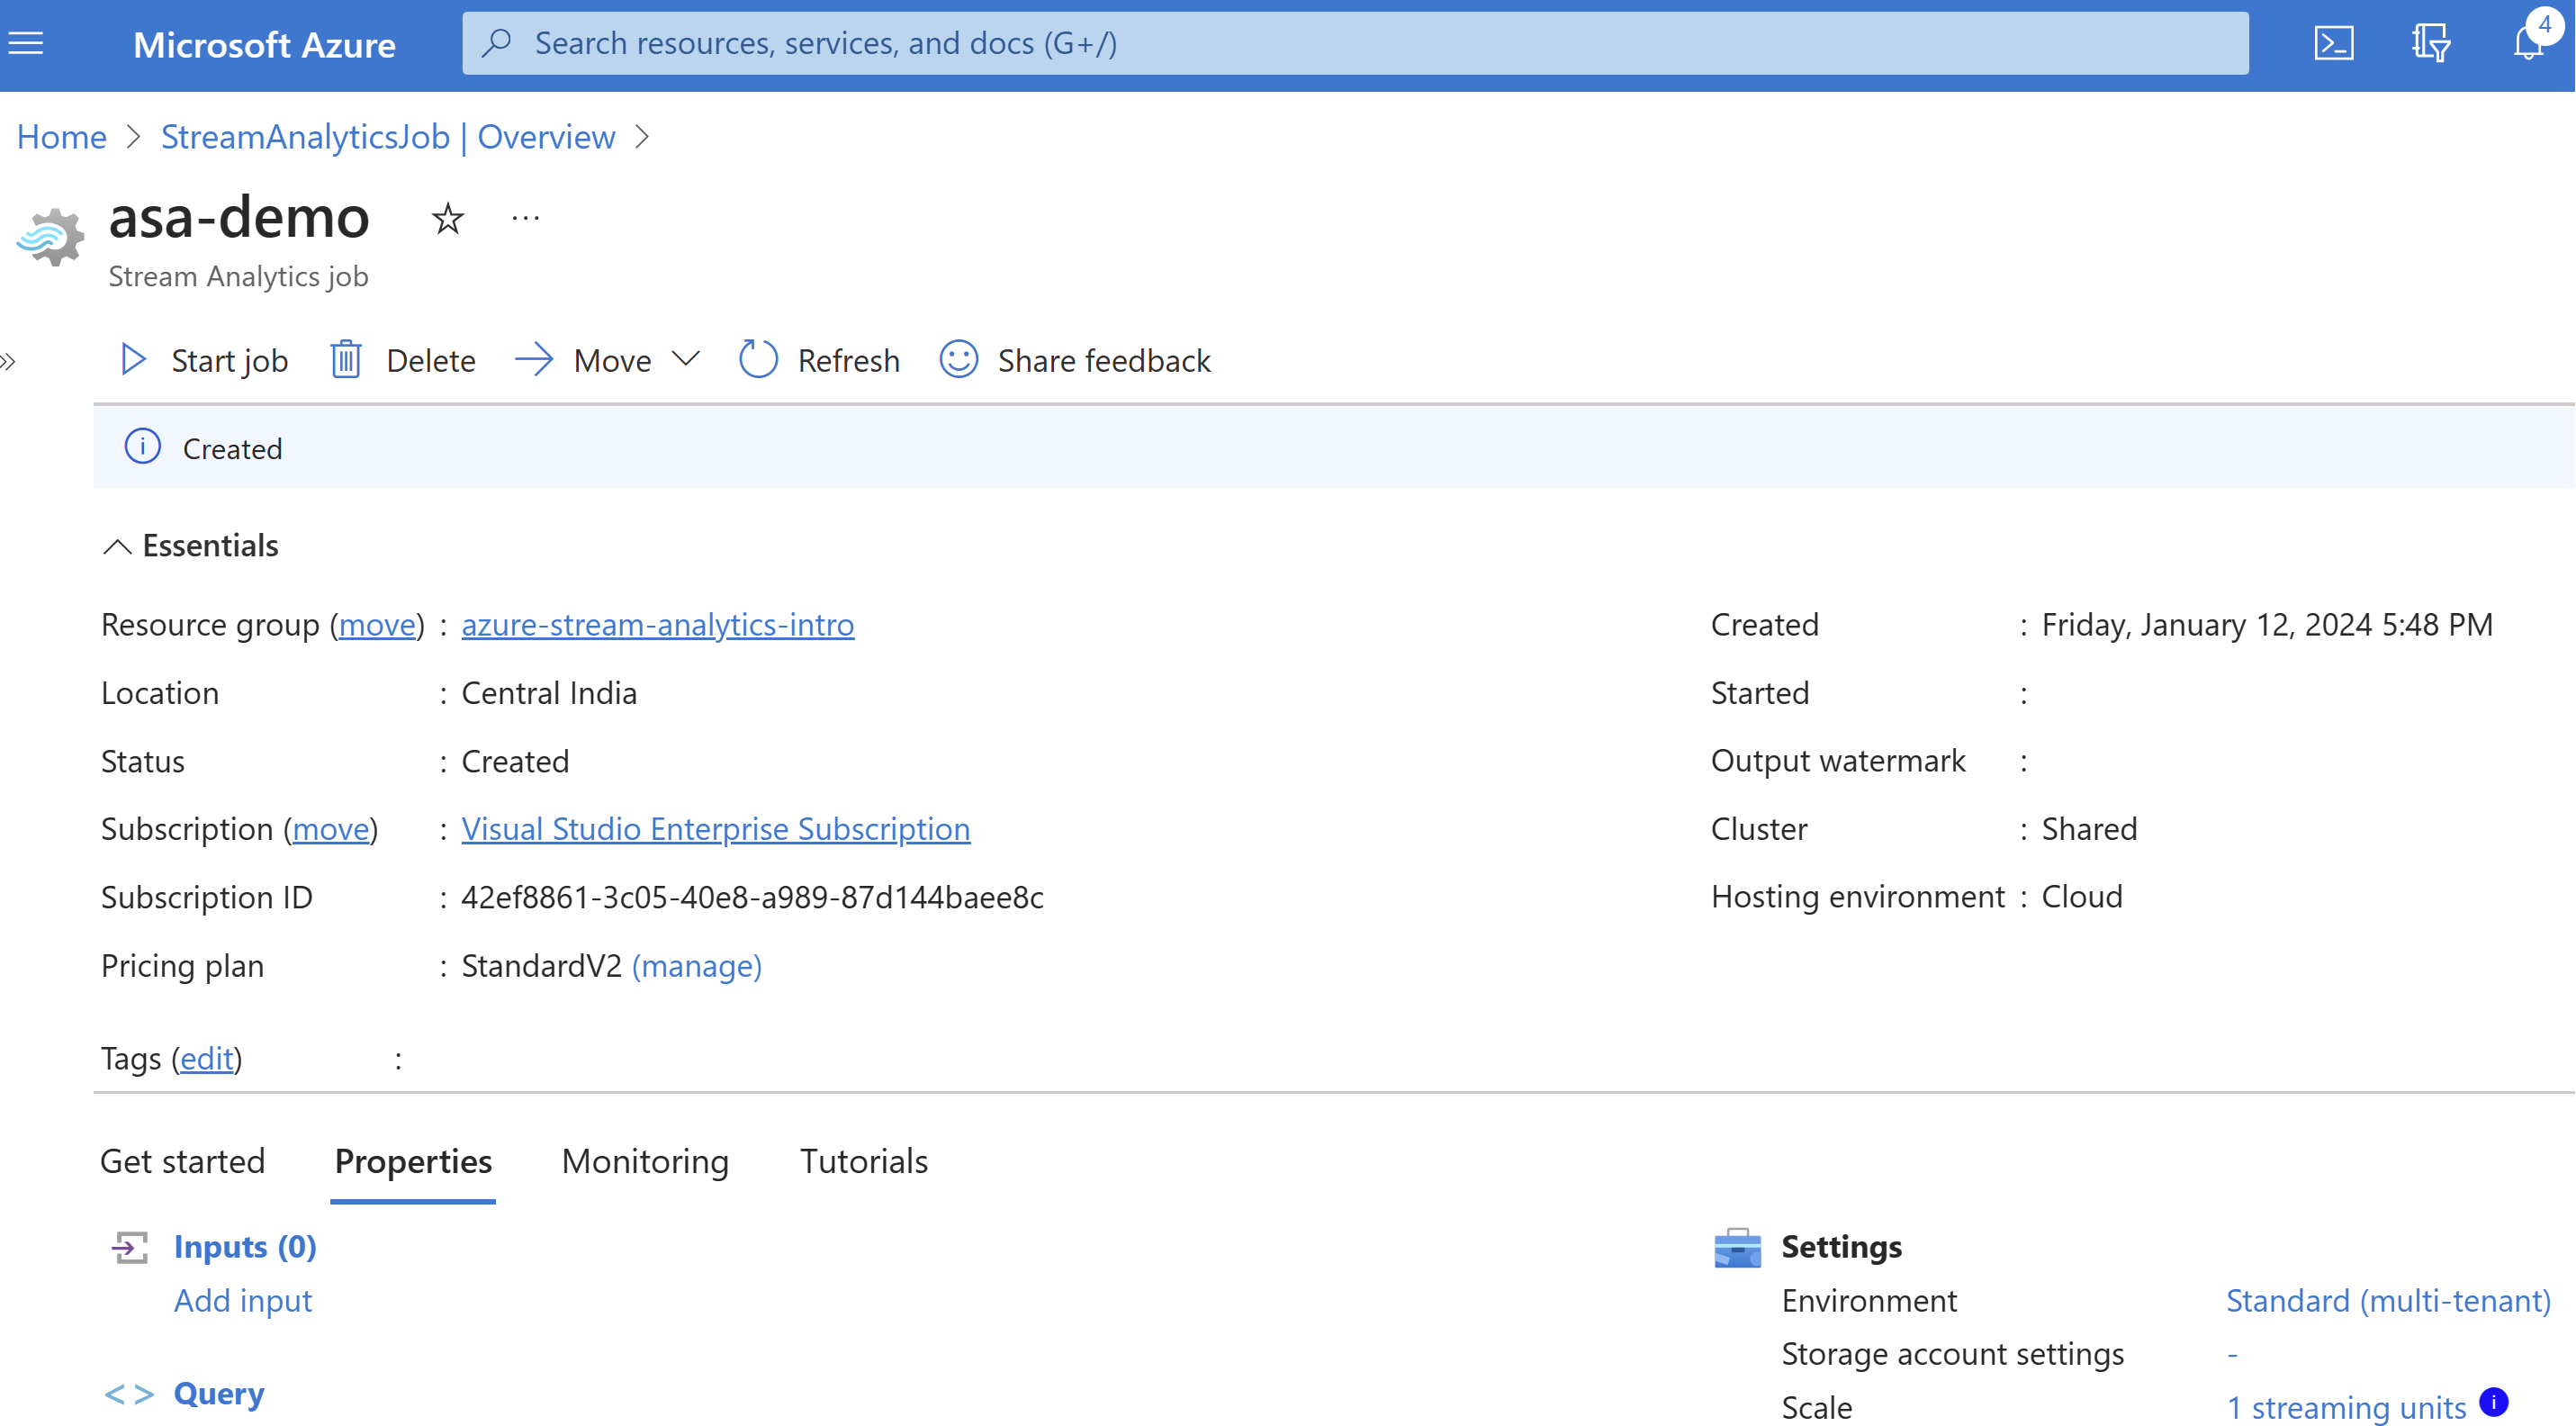 Microsoft Azure
Search resources, services, and docs (G+/)
4
Home > StreamAnalyticsJob | Overview >
asa-demo ...
Stream Analytics job
Start job Delete Move Refresh Share feedback
Created
Essentials
Resource group (move) : azure-stream-analytics-intro
Location : Central India
Status : Created
Subscription (move) : Visual Studio Enterprise Subscription
Subscription ID : 42ef8861-3c05-40e8-a989-87d144baee8c
Pricing plan : StandardV2 (manage)
Created : Friday, January 12, 2024 5:48 PM
Started :
Output watermark :
Cluster : Shared
Hosting environment : Cloud
Tags (edit) :
Get started Properties Monitoring Tutorials
Inputs (0)
Add input
<> Query
Settings
Environment Standard (multi-tenant)
Storage account settings -
Scale 1 streaming units